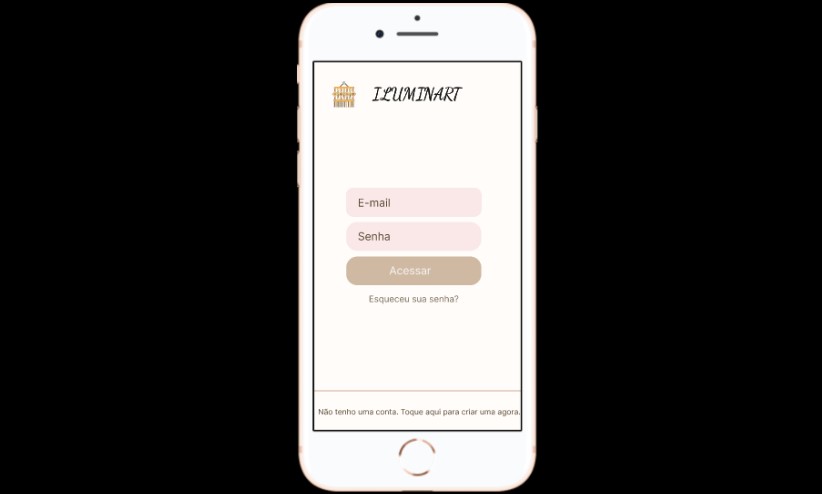 ILUMINART
E-mail
Senha
Acessar
Esqueceu sua senha?
Não tenho uma conta. Toque aqui para criar uma agora.